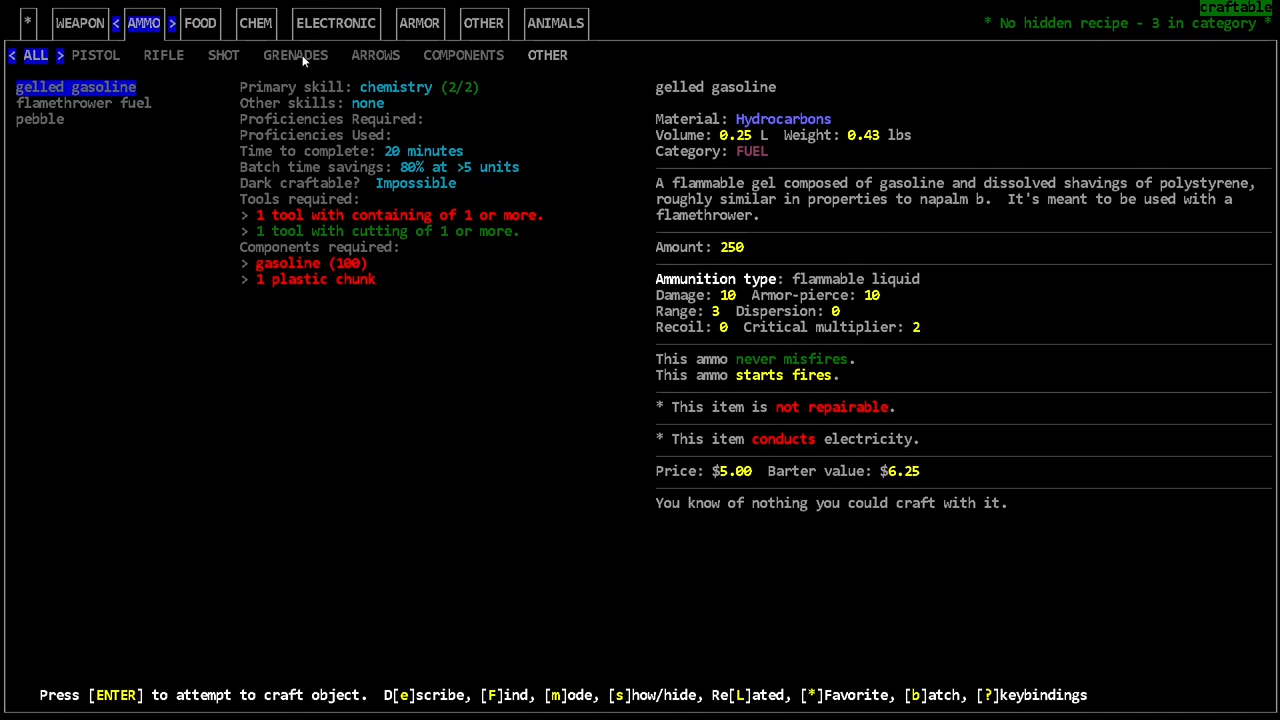 craftable
* WEAPON < AMMO > FOOD CHEM ELECTRONIC ARMOR OTHER ANIMALS * No hidden recipe - 3 in category *
< ALL > PISTOL RIFLE SHOT GRENADES ARROWS COMPONENTS OTHER
gelled gasoline
flamethrower fuel
pebble
Primary skill: chemistry (2/2)
Other skills: none
Proficiencies Required:
Proficiencies Used:
Time to complete: 20 minutes
Batch time savings: 80% at >5 units
Dark craftable? Impossible
Tools required:
> 1 tool with containing of 1 or more.
> 1 tool with cutting of 1 or more.
Components required:
> gasoline (100)
> 1 plastic chunk
gelled gasoline
Material: Hydrocarbons
Volume: 0.25 L Weight: 0.43 lbs
Category: FUEL
A flammable gel composed of gasoline and dissolved shavings of polystyrene,
roughly similar in properties to napalm b. It's meant to be used with a
flamethrower.
Amount: 250
Ammunition type: flammable liquid
Damage: 10 Armor-pierce: 10
Range: 3 Dispersion: 0
Recoil: 0 Critical multiplier: 2
This ammo never misfires.
This ammo starts fires.
* This item is not repairable.
* This item conducts electricity.
Price: $5.00 Barter value: $6.25
You know of nothing you could craft with it.
Press [ENTER] to attempt to craft object. D[e]scribe, [F]ind, [m]ode, [s]how/hide, Re[L]ated, [*]Favorite, [b]atch, [?]keybindings